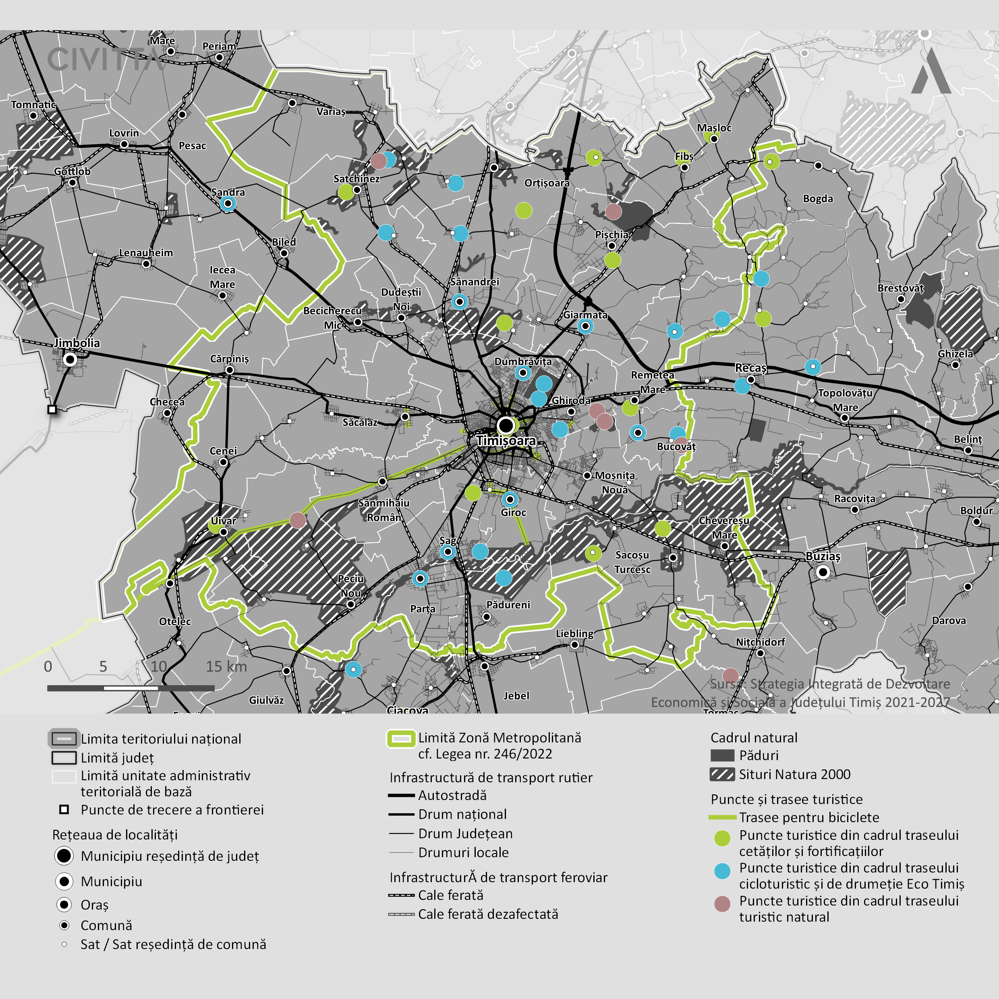 Mare
Periam
CIVITTA
Tomnatic
Variaș
Mașloc
Lovrin
Pesac
Fibș
Gottlob
Satchinez
Orțișoara
Șandra
Bogda
Pișchia
Biled
Lenauheim
Iecea
Mare
Sânandrei
Brestovăț
Dudeștii
Noi
Becicherecu
Mic
Giarmata
Jimbolia
Ghizela
Cărpiniș
Dumbrăvița
Recaș
Remetea
Mare
Topolovățu
Mare
Checea
Ghiroda
Săcălaz
Timișoara
Belinț
Bucovăț
Cenei
Moșnița
Nouă
Racovița
Sânmihaiu
Român
Giroc
Boldur
Uivar
Cheveresu
Mare
Șag
Sacoșu
Turcesc
Buziaș
Peciu
Nou
Parța
Pădureni
Otelec
Darova
Liebling
Nițchidorf
0 5 10 15 km
Sursa: Strategia Integrată de Dezvoltare
Economică și Socială a Județului Timiș 2021-2027
Jebel
Giulvăz
Ciacova
Tormac
Limita teritoriului național
Limită județ
Limită unitate administrativ
teritorială de bază
Puncte de trecere a frontierei
Rețeaua de localități
Municipiu reședință de județ
Municipiu
Oraș
Comună
Sat / Sat reședință de comună
Limită Zonă Metropolitană
cf. Legea nr. 246/2022
Infrastructură de transport rutier
Autostradă
Drum național
Drum Județean
Drumuri locale
InfrastructurĂ de transport feroviar
Cale ferată
Cale ferată dezafectată
Cadrul natural
Păduri
Situri Natura 2000
Puncte și trasee turistice
Trasee pentru biciclete
Puncte turistice din cadrul traseului
cetăților și fortificațiilor
Puncte turistice din cadrul traseului
cicloturistic și de drumeție Eco Timiș
Puncte turistice din cadrul traseului
turistic natural